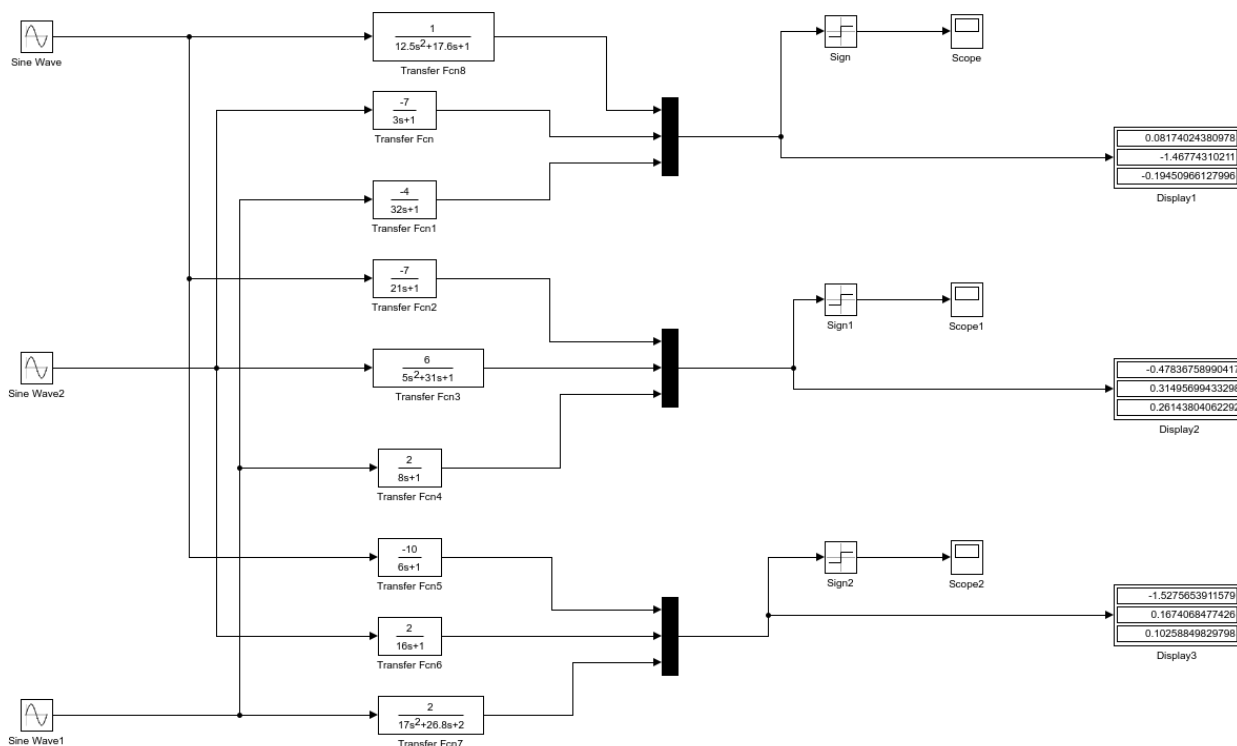 Sine Wave
1
12.5s²+17.6s+1
Transfer Fcn8
Sign
Scope
-7
3s+1
Transfer Fcn
0.08174024380978
-1.46774310211
-0.19450966127996
Display1
-4
32s+1
Transfer Fcn1
-7
21s+1
Transfer Fcn2
Sign1
Scope1
Sine Wave2
6
5s²+31s+1
Transfer Fcn3
-0.47836758990417
0.31495699433298
0.26143804062292
Display2
2
8s+1
Transfer Fcn4
-10
6s+1
Transfer Fcn5
Sign2
Scope2
2
16s+1
Transfer Fcn6
-1.5275653911579
0.1674068477426
0.10258849829798
Display3
Sine Wave1
2
17s²+26.8s+2
Transfer Fcn7